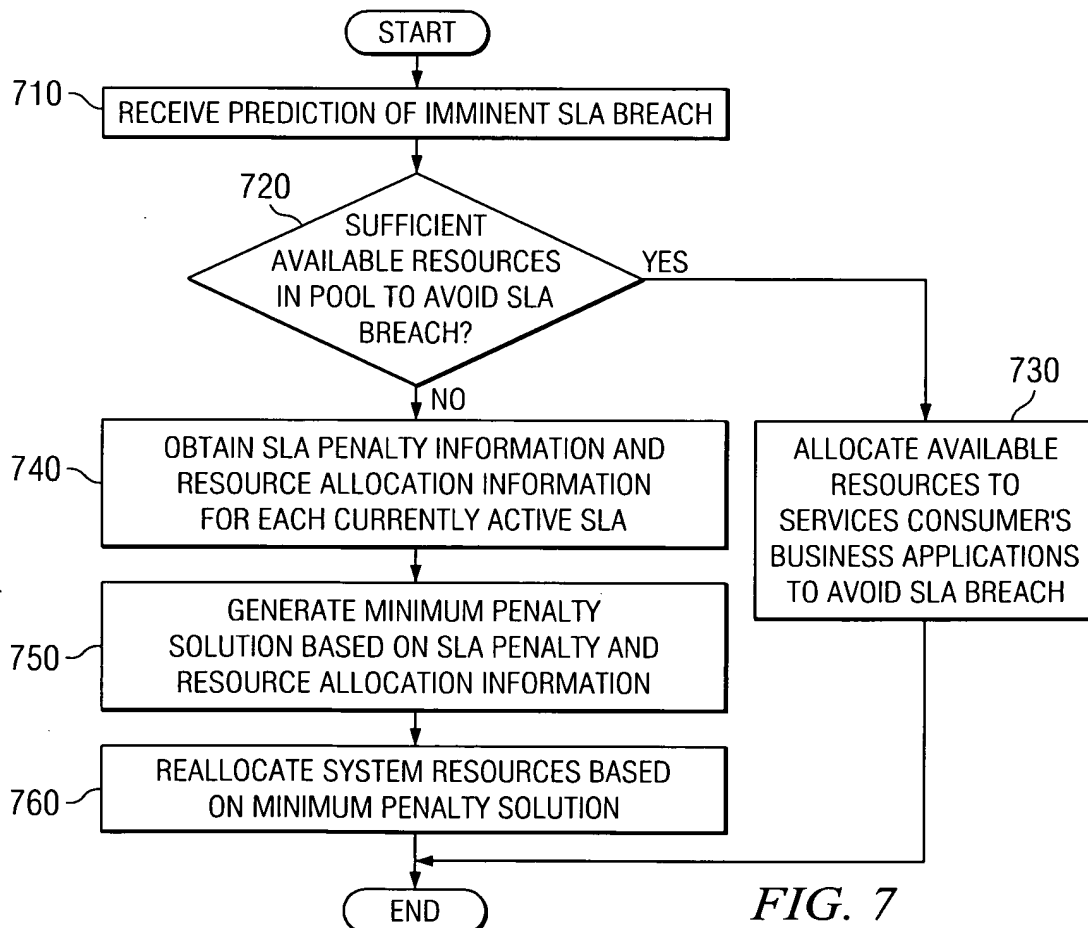 START
710
RECEIVE PREDICTION OF IMMINENT SLA BREACH
720
SUFFICIENT
AVAILABLE RESOURCES
IN POOL TO AVOID SLA
BREACH?
YES
NO
730
ALLOCATE AVAILABLE
RESOURCES TO
SERVICES CONSUMER'S
BUSINESS APPLICATIONS
TO AVOID SLA BREACH
740
OBTAIN SLA PENALTY INFORMATION AND
RESOURCE ALLOCATION INFORMATION
FOR EACH CURRENTLY ACTIVE SLA
750
GENERATE MINIMUM PENALTY
SOLUTION BASED ON SLA PENALTY AND
RESOURCE ALLOCATION INFORMATION
760
REALLOCATE SYSTEM RESOURCES BASED
ON MINIMUM PENALTY SOLUTION
END
FIG. 7